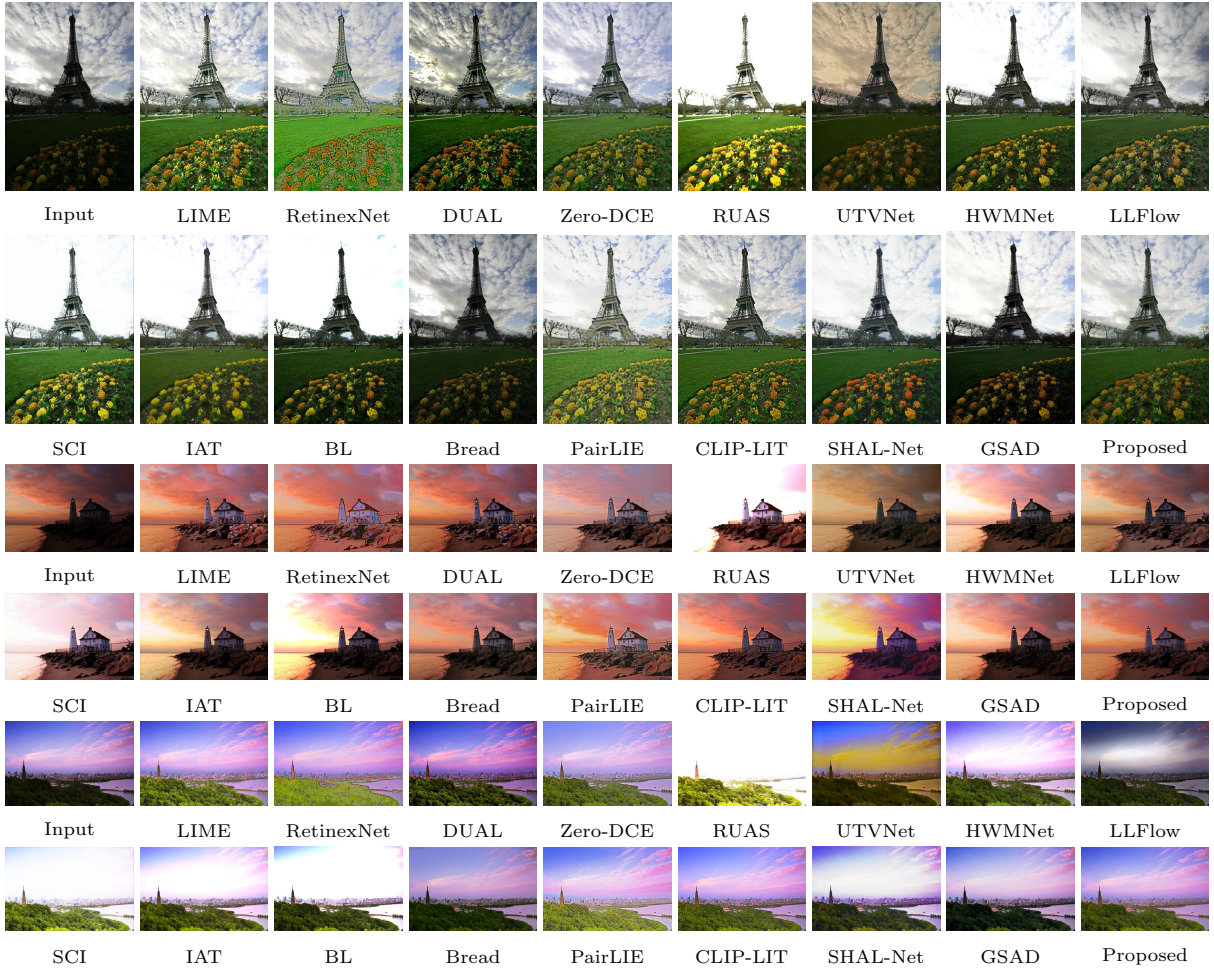 Input LIME RetinexNet DUAL Zero-DCE RUAS UTVNet HWMNet LLFlow
SCI IAT BL Bread PairLIE CLIP-LIT SHAL-Net GSAD Proposed
Input LIME RetinexNet DUAL Zero-DCE RUAS UTVNet HWMNet LLFlow
SCI IAT BL Bread PairLIE CLIP-LIT SHAL-Net GSAD Proposed
Input LIME RetinexNet DUAL Zero-DCE RUAS UTVNet HWMNet LLFlow
SCI IAT BL Bread PairLIE CLIP-LIT SHAL-Net GSAD Proposed